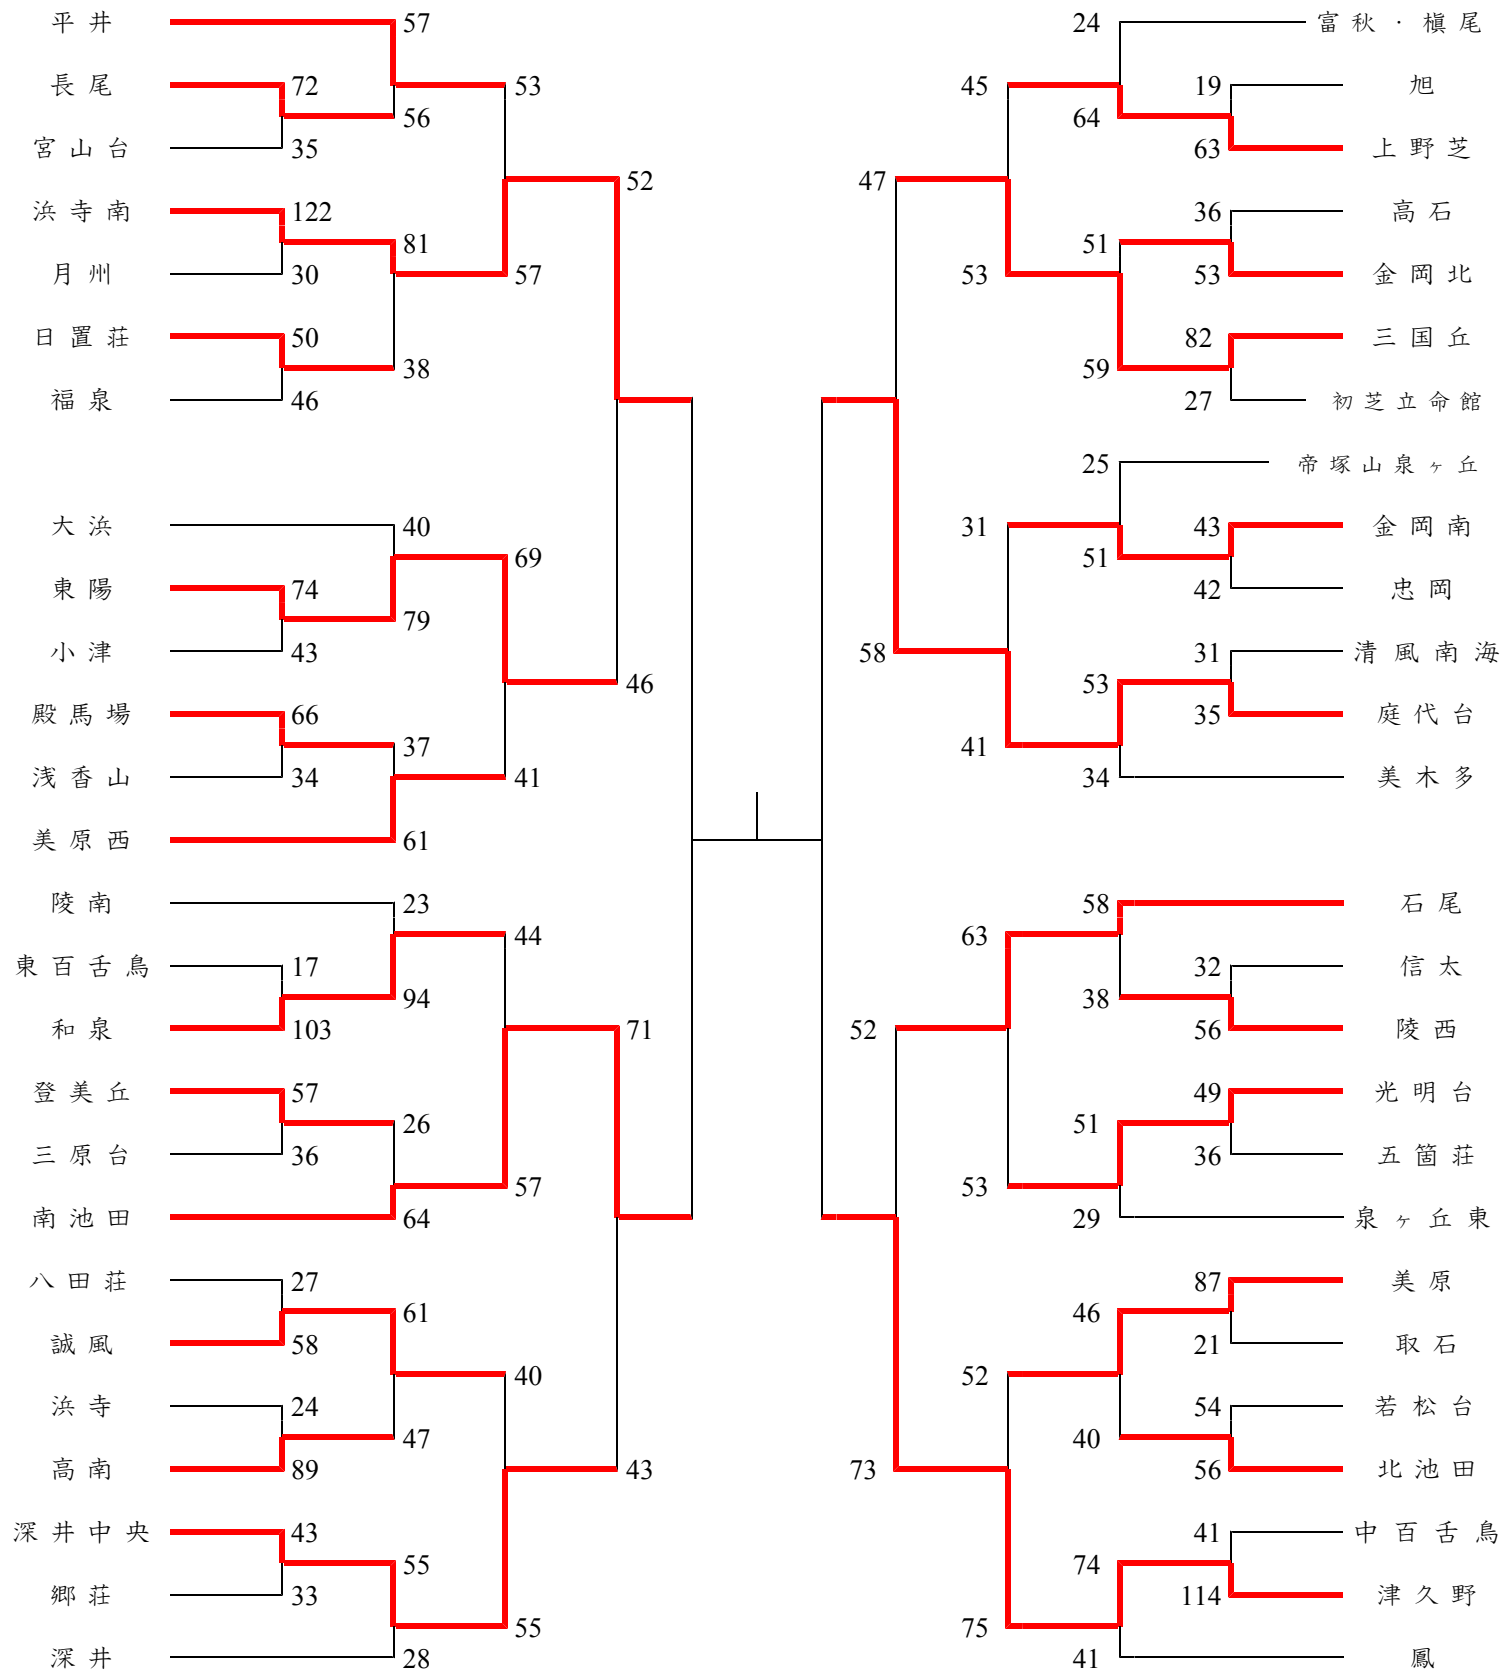 平井 57 24 富秋・槇尾
長尾 72 53 45 19 旭
56 64
宮山台 35 63 上野芝
52 47
浜寺南 122 36 高石
81 51
月州 30 57 53 53 金岡北
日置荘 50 82 三国丘
38 59
福泉 46 27 初芝立命館
25 帝塚山泉ヶ丘
大浜 40 31 43 金岡南
69 51
東陽 74 42 忠岡
79
小津 43 58 31 清風南海
46 53
殿馬場 66 35 庭代台
37 41
浅香山 34 41 34 美木多
美原西 61
陵南 23 58 石尾
44 63
東百舌鳥 17 32 信太
94 38
和泉 103 71 52 56 陵西
登美丘 57 49 光明台
26 51
三原台 36 36 五箇荘
57 53
南池田 64 29 泉ヶ丘東
八田荘 27 87 美原
61 46
誠風 58 21 取石
40 52
浜寺 24 54 若松台
47 40
高南 89 43 73 56 北池田
深井中央 43 41 中百舌鳥
55 74
郷荘 33 114 津久野
55 75
深井 28 41 鳳